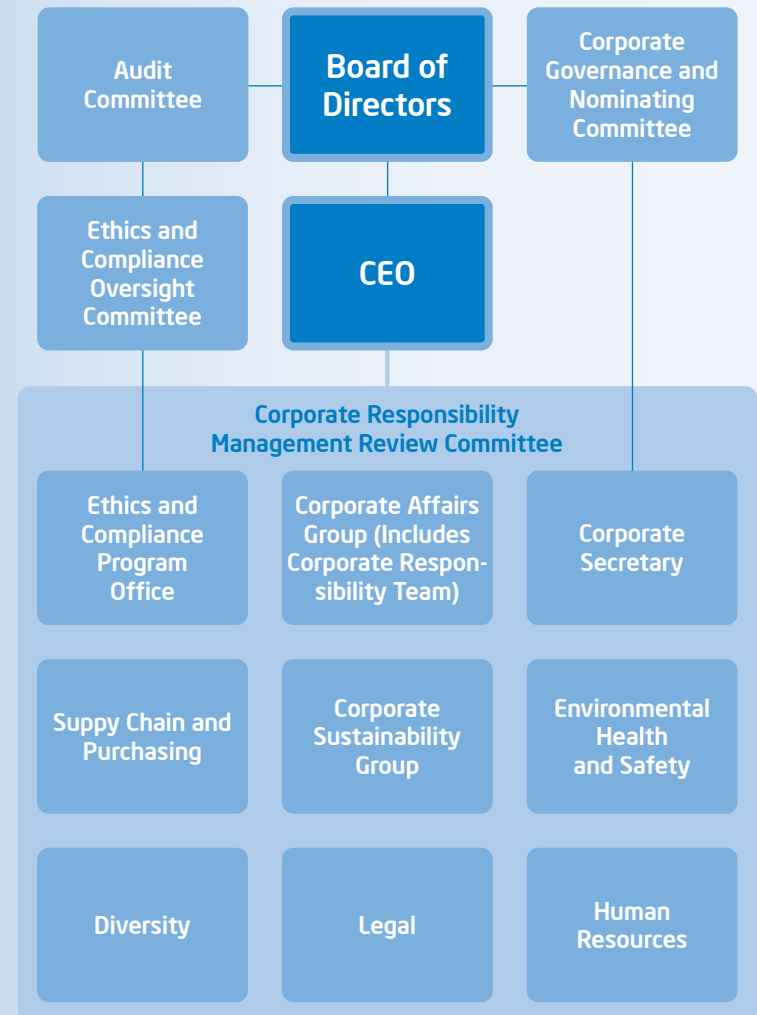 Audit
Committee
Board of
Directors
Corporate
Governance and
Nominating
Committee
Ethics and
Compliance
Oversight
Committee
CEO
Corporate Responsibility
Management Review Committee
Ethics and
Compliance
Program
Office
Corporate Affairs
Group (Includes
Corporate Respon-
sibility Team)
Corporate
Secretary
Suppy Chain and
Purchasing
Corporate
Sustainability
Group
Environmental
Health
and Safety
Diversity
Legal
Human
Resources